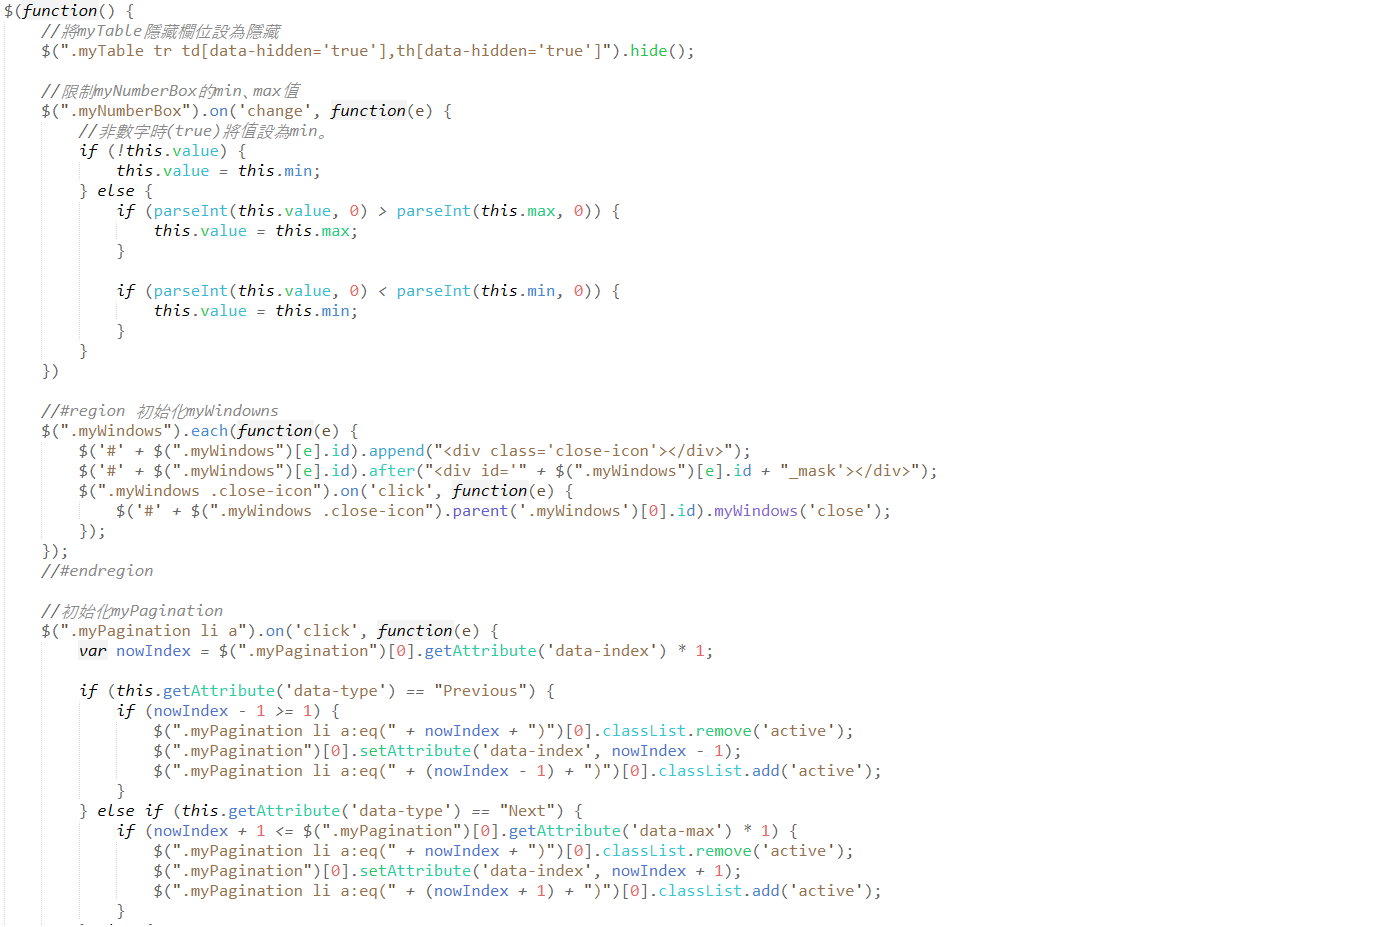 $(function() {
//將myTable隱藏欄位設為隱藏
$(".myTable tr td[data-hidden='true'],th[data-hidden='true']").hide();
//限制myNumberBox的min、max值
$(".myNumberBox").on('change', function(e) {
//非數字時(true)將值設為min。
if (!this.value) {
this.value = this.min;
} else {
if (parseInt(this.value, 0) > parseInt(this.max, 0)) {
this.value = this.max;
}
if (parseInt(this.value, 0) < parseInt(this.min, 0)) {
this.value = this.min;
}
}
})
//#region 初始化myWindowns
$(".myWindows").each(function(e) {
$('#' + $(".myWindows")[e].id).append("<div class='close-icon'></div>");
$('#' + $(".myWindows")[e].id).after("<div id='" + $(".myWindows")[e].id + "_mask'></div>");
$(".myWindows .close-icon").on('click', function(e) {
$('#' + $(".myWindows .close-icon").parent('.myWindows')[0].id).myWindows('close');
});
});
//#endregion
//初始化myPagination
$(".myPagination li a").on('click', function(e) {
var nowIndex = $(".myPagination")[0].getAttribute('data-index') * 1;
if (this.getAttribute('data-type') == "Previous") {
if (nowIndex - 1 >= 1) {
$(".myPagination li a:eq(" + nowIndex + ")")[0].classList.remove('active');
$(".myPagination")[0].setAttribute('data-index', nowIndex - 1);
$(".myPagination li a:eq(" + (nowIndex - 1) + ")")[0].classList.add('active');
}
} else if (this.getAttribute('data-type') == "Next") {
if (nowIndex + 1 <= $(".myPagination")[0].getAttribute('data-max') * 1) {
$(".myPagination li a:eq(" + nowIndex + ")")[0].classList.remove('active');
$(".myPagination")[0].setAttribute('data-index', nowIndex + 1);
$(".myPagination li a:eq(" + (nowIndex + 1) + ")")[0].classList.add('active');
}